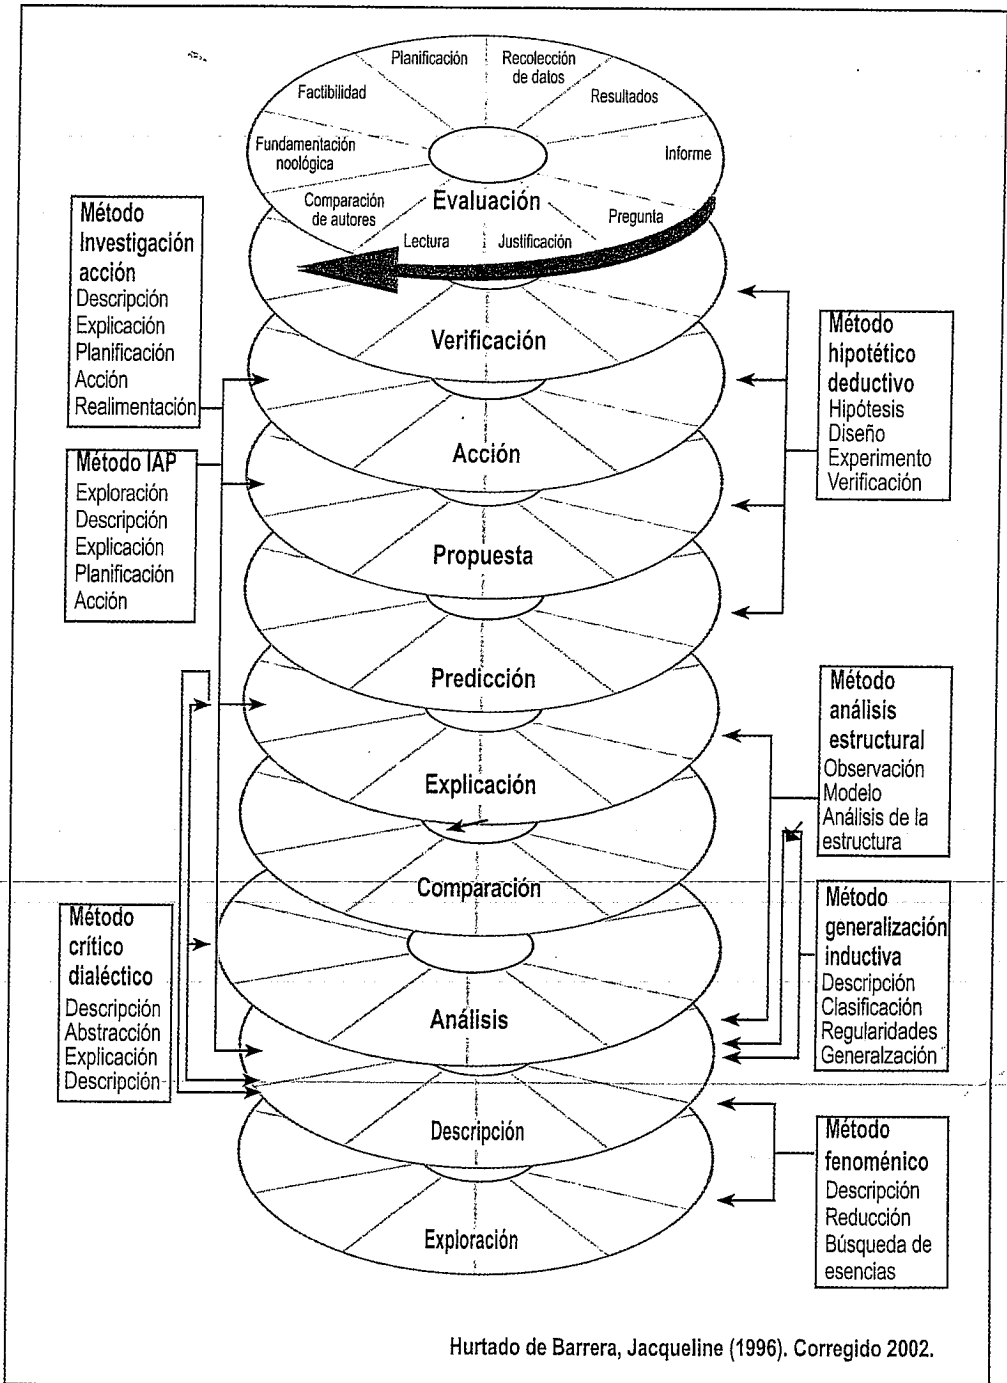 Planificación
Recolección
de datos
Factibilidad
Resultados
Fundamentación
noológica
Informe
Comparación
de autores
Evaluación
Pregunta
Lectura
Justificación
Verificación
Acción
Propuesta
Predicción
Explicación
Comparación
Análisis
Descripción
Exploración
Método
Investigación
acción
Descripción
Explicación
Planificación
Acción
Realimentación
Método IAP
Exploración
Descripción
Explicación
Planificación
Acción
Método
crítico
dialéctico
Descripción
Abstracción
Explicación
Descripción
Método
hipotético
deductivo
Hipótesis
Diseño
Experimento
Verificación
Método
análisis
estructural
Observación
Modelo
Análisis de la
estructura
Método
generalización
inductiva
Descripción
Clasificación
Regularidades
Generalzación
Método
fenoménico
Descripción
Reducción
Búsqueda de
esencias
Hurtado de Barrera, Jacqueline (1996). Corregido 2002.